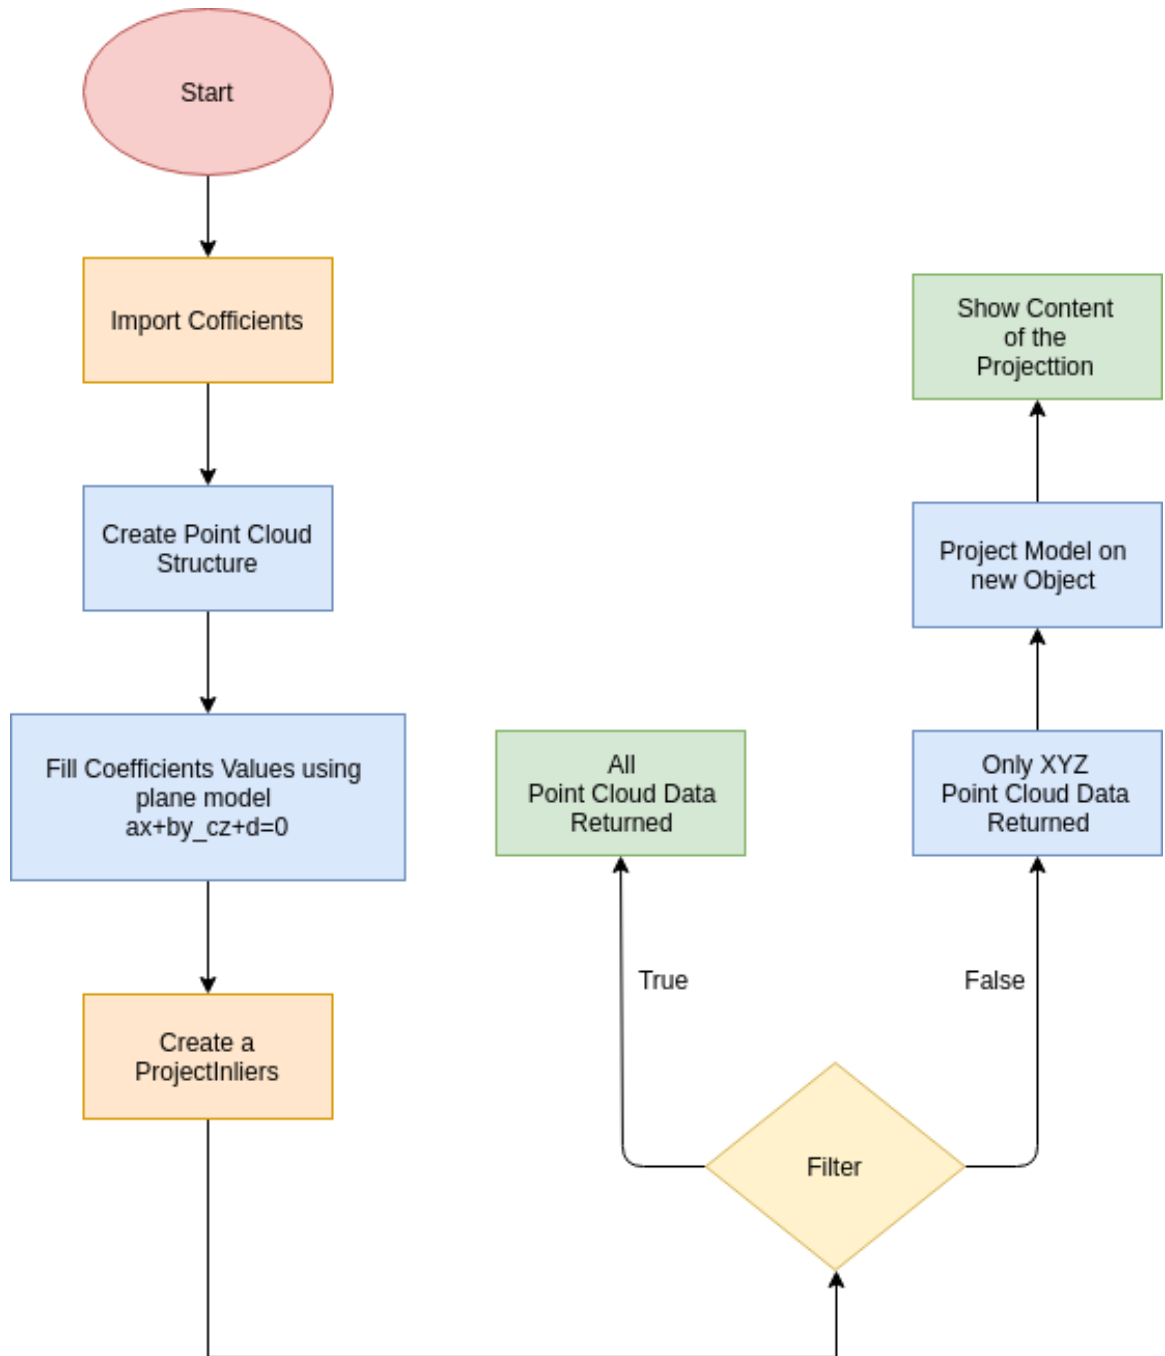 Start
Import Cofficients
Create Point Cloud
Structure
Fill Coefficients Values using
plane model
ax+by_cz+d=0
Create a
ProjectInliers
Filter
True
False
All
Point Cloud Data
Returned
Only XYZ
Point Cloud Data
Returned
Project Model on
new Object
Show Content
of the
Projecttion